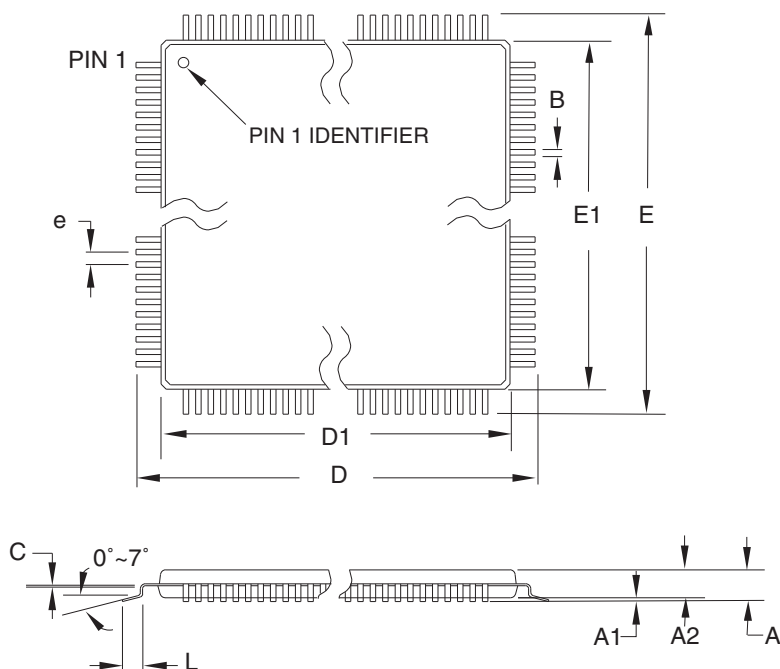 PIN 1
B
PIN 1 IDENTIFIER
E1
E
e
D1
D
C
0°~7°
A1
A2
A
L